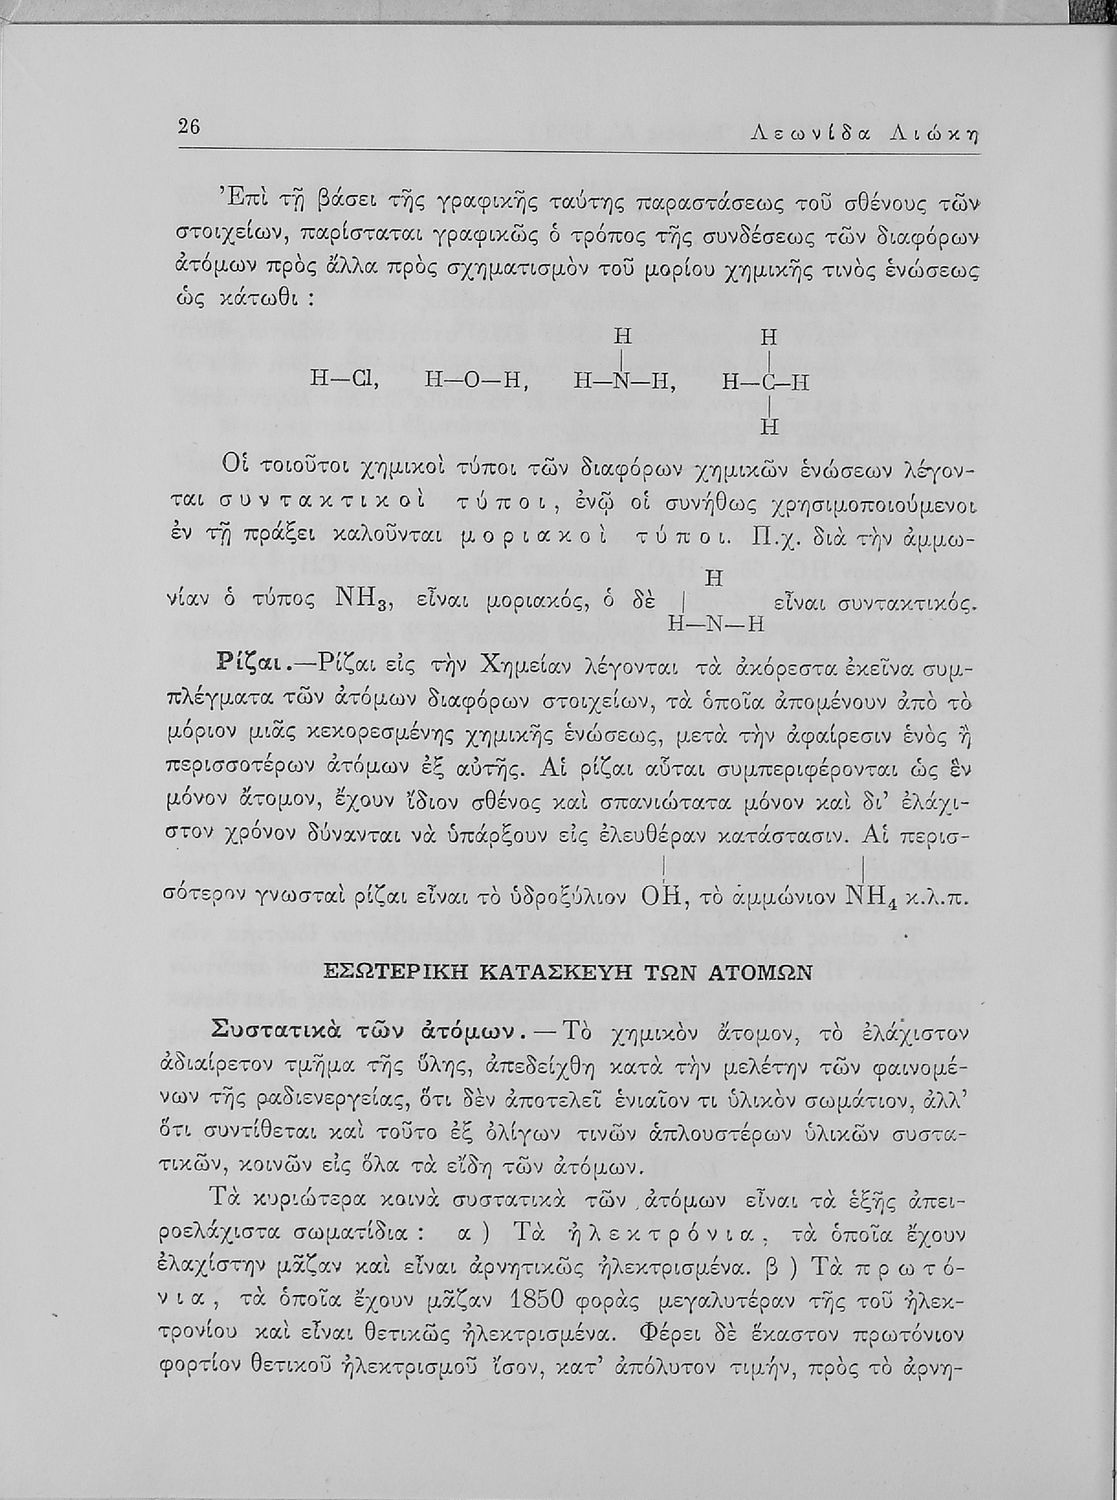 26 Λεωνίδα Λιώκη
Ἐπὶ τῇ βάσει τῆς γραφικῆς ταύτης παραστάσεως τοῦ σθένους τῶν
στοιχείων, παρίσταται γραφικῶς ὁ τρόπος τῆς συνδέσεως τῶν διαφόρων
ἀτόμων πρὸς ἄλλα πρὸς σχηματισμὸν τοῦ μορίου χημικῆς τινὸς ἑνώσεως
ὡς κάτωθι :
H H
| |
H—Cl, H—O—H, H—N—H, H—C—H
|
H
Οἱ τοιοῦτοι χημικοὶ τύποι τῶν διαφόρων χημικῶν ἑνώσεων λέγον-
ται συντακτικοὶ τύποι, ἐνῷ οἱ συνήθως χρησιμοποιούμενοι
ἐν τῇ πράξει καλοῦνται μοριακοὶ τύποι. Π.χ. διὰ τὴν ἀμμω-
H
νίαν ὁ τύπος NH₃, εἶναι μοριακός, ὁ δὲ | εἶναι συντακτικός.
H—N—H
Ρίζαι.—Ρίζαι εἰς τὴν Χημείαν λέγονται τὰ ἀκόρεστα ἐκεῖνα συμ-
πλέγματα τῶν ἀτόμων διαφόρων στοιχείων, τὰ ὁποῖα ἀπομένουν ἀπὸ τὸ
μόριον μιᾶς κεκορεσμένης χημικῆς ἑνώσεως, μετὰ τὴν ἀφαίρεσιν ἑνὸς ἢ
περισσοτέρων ἀτόμων ἐξ αὐτῆς. Αἱ ρίζαι αὗται συμπεριφέρονται ὡς ἓν
μόνον ἄτομον, ἔχουν ἴδιον σθένος καὶ σπανιώτατα μόνον καὶ δι' ἐλάχι-
στον χρόνον δύνανται νὰ ὑπάρξουν εἰς ἐλευθέραν κατάστασιν. Αἱ περισ-
| |
σότερον γνωσταὶ ρίζαι εἶναι τὸ ὑδροξύλιον OH, τὸ ἀμμώνιον NH₄ κ.λ.π.
ΕΣΩΤΕΡΙΚΗ ΚΑΤΑΣΚΕΥΗ ΤΩΝ ΑΤΟΜΩΝ
Συστατικὰ τῶν ἀτόμων. — Τὸ χημικὸν ἄτομον, τὸ ἐλάχιστον
ἀδιαίρετον τμῆμα τῆς ὕλης, ἀπεδείχθη κατὰ τὴν μελέτην τῶν φαινομέ-
νων τῆς ραδιενεργείας, ὅτι δὲν ἀποτελεῖ ἑνιαῖον τι ὑλικὸν σωμάτιον, ἀλλ'
ὅτι συντίθεται καὶ τοῦτο ἐξ ὀλίγων τινῶν ἁπλουστέρων ὑλικῶν συστα-
τικῶν, κοινῶν εἰς ὅλα τὰ εἴδη τῶν ἀτόμων.
Τὰ κυριώτερα κοινὰ συστατικὰ τῶν ἀτόμων εἶναι τὰ ἑξῆς ἀπει-
ροελάχιστα σωματίδια : α ) Τὰ ἠλεκτρόνια, τὰ ὁποῖα ἔχουν
ἐλαχίστην μᾶζαν καὶ εἶναι ἀρνητικῶς ἠλεκτρισμένα. β ) Τὰ πρωτό-
νια, τὰ ὁποῖα ἔχουν μᾶζαν 1850 φορὰς μεγαλυτέραν τῆς τοῦ ἠλεκ-
τρονίου καὶ εἶναι θετικῶς ἠλεκτρισμένα. Φέρει δὲ ἕκαστον πρωτόνιον
φορτίον θετικοῦ ἠλεκτρισμοῦ ἴσον, κατ' ἀπόλυτον τιμήν, πρὸς τὸ ἀρνη-